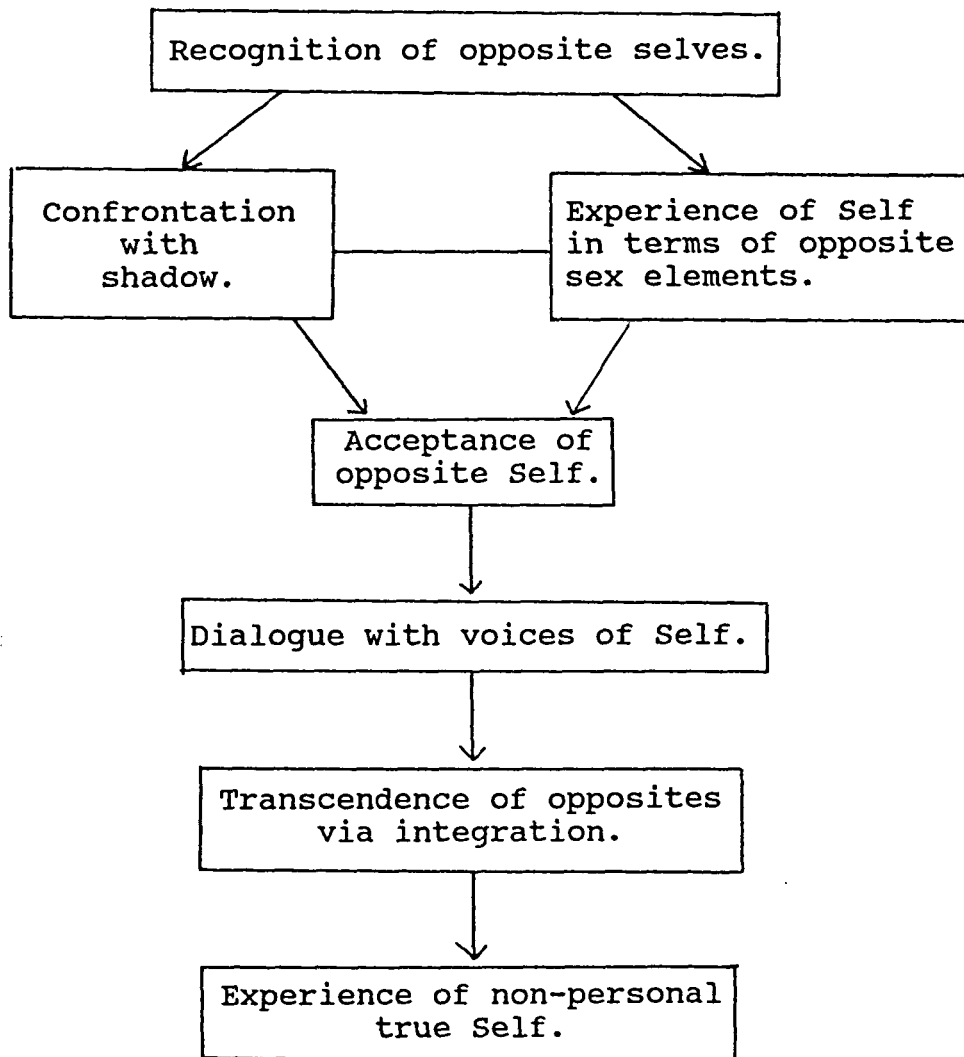 Recognition of opposite selves.
Confrontation
with
shadow.
Experience of Self
in terms of opposite
sex elements.
Acceptance of
opposite Self.
Dialogue with voices of Self.
Transcendence of opposites
via integration.
Experience of non-personal
true Self.